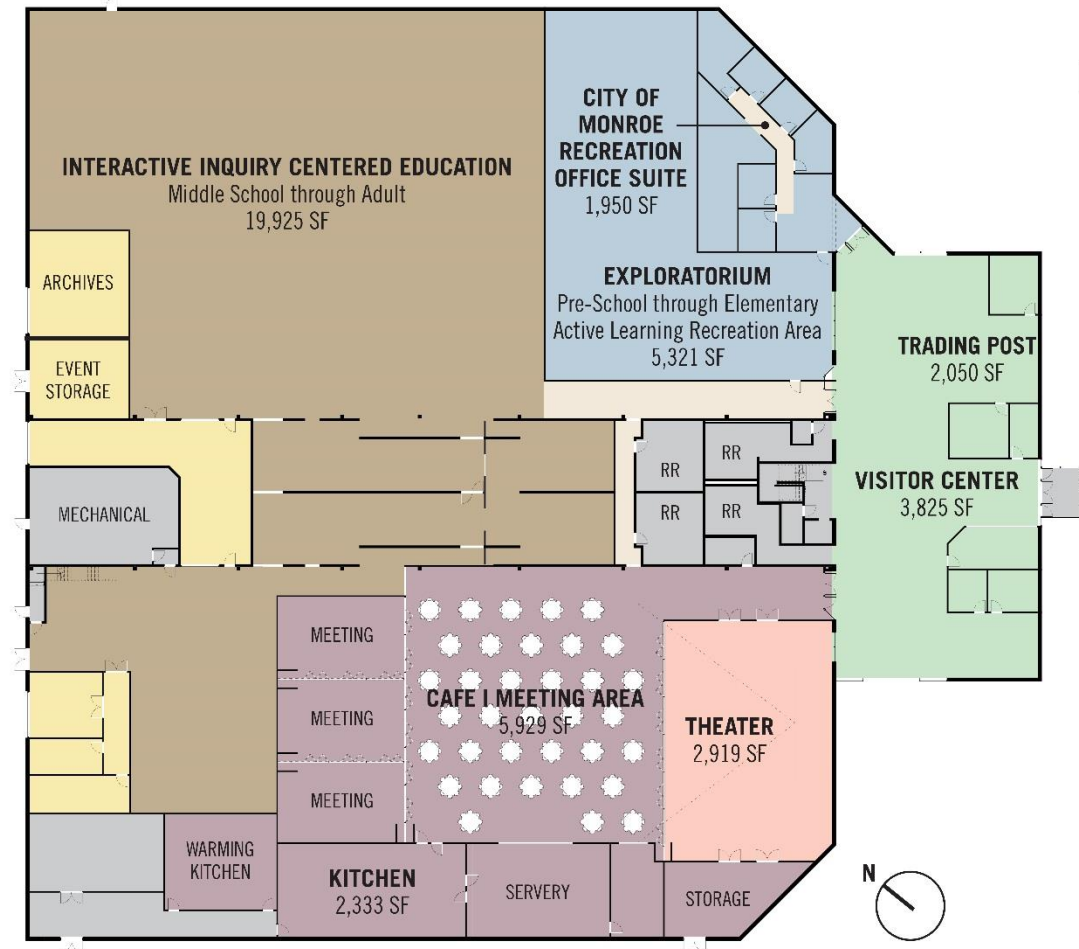 INTERACTIVE INQUIRY CENTERED EDUCATION
Middle School through Adult
19,925 SF
CITY OF
MONROE
RECREATION
OFFICE SUITE
1,950 SF
EXPLORATORIUM
Pre-School through Elementary
Active Learning Recreation Area
5,321 SF
ARCHIVES
EVENT
STORAGE
TRADING POST
2,050 SF
MECHANICAL
RR
RR
RR
RR
VISITOR CENTER
3,825 SF
MEETING
MEETING
MEETING
CAFE I MEETING AREA
5,929 SF
THEATER
2,919 SF
WARMING
KITCHEN
KITCHEN
2,333 SF
SERVERY
STORAGE
N